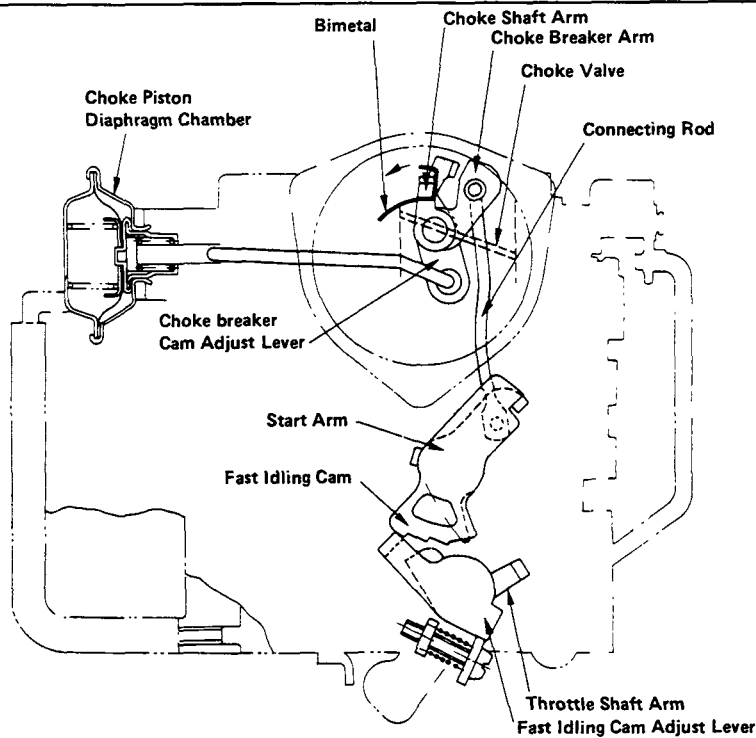 Bimetal
Choke Shaft Arm
Choke Breaker Arm
Choke Valve
Choke Piston
Diaphragm Chamber
Connecting Rod
Choke breaker
Cam Adjust Lever
Start Arm
Fast Idling Cam
Throttle Shaft Arm
Fast Idling Cam Adjust Lever